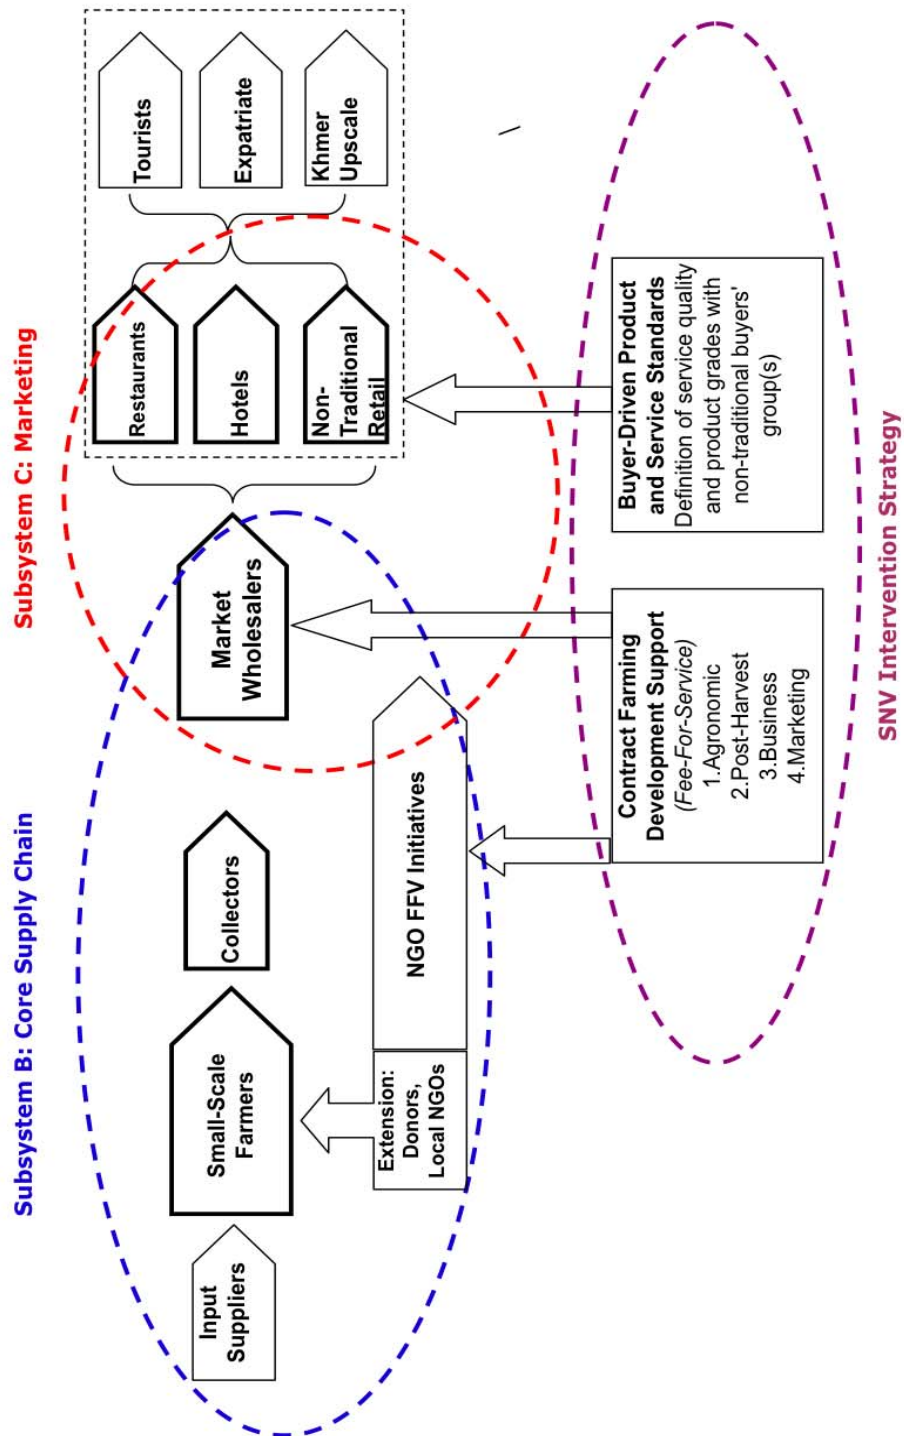 Subsystem B: Core Supply Chain
Subsystem C: Marketing
Input
Suppliers
Small-Scale
Farmers
Collectors
Market
Wholesalers
Restaurants
Hotels
Non-
Traditional
Retail
Tourists
Expatriate
Khmer
Upscale
Extension:
Donors,
Local NGOs
NGO FFV Initiatives
Contract Farming
Development Support
(Fee-For-Service)
1.Agronomic
2.Post-Harvest
3.Business
4.Marketing
Buyer-Driven Product
and Service Standards
Definition of service quality
and product grades with
non-traditional buyers'
group(s)
SNV Intervention Strategy